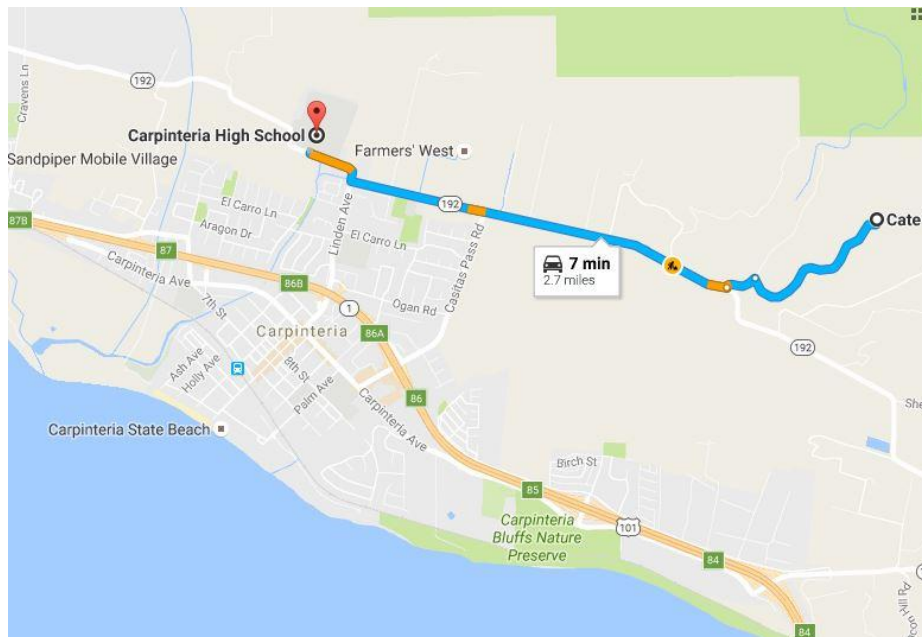 192
Cravens Ln
Carpinteria High School
Farmers' West
Sandpiper Mobile Village
El Carro Ln
Linden Ave
192
Cate
87B
Aragon Dr
El Carro Ln
Casitas Pass Rd
7 min
2.7 miles
87
Carpinteria Ave
86B
7th St
1
Ogan Rd
Carpinteria
86A
192
Ash Ave
Holly Ave
8th St
Palm Ave
86
She
Carpinteria State Beach
Carpinteria Ave
Birch St
85
Carpinteria
Bluffs Nature
Preserve
101
84
84